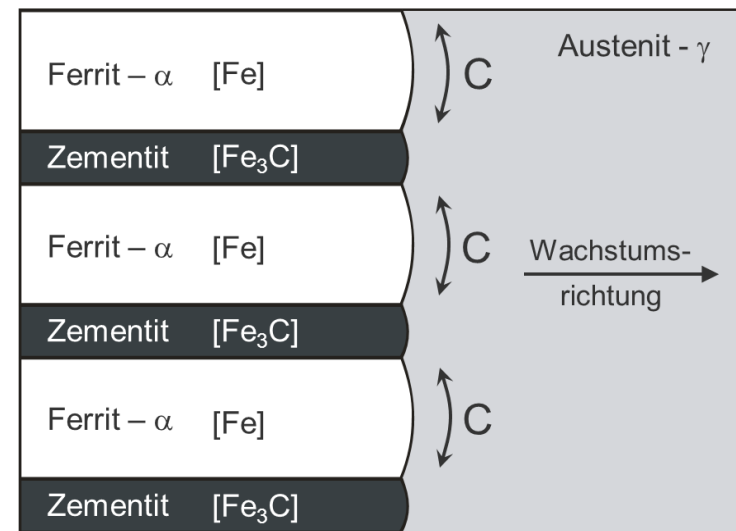 Ferrit – α [Fe]
C
Austenit - γ
Zementit [Fe₃C]
Ferrit – α [Fe]
C
Wachstums-
richtung
Zementit [Fe₃C]
Ferrit – α [Fe]
C
Zementit [Fe₃C]